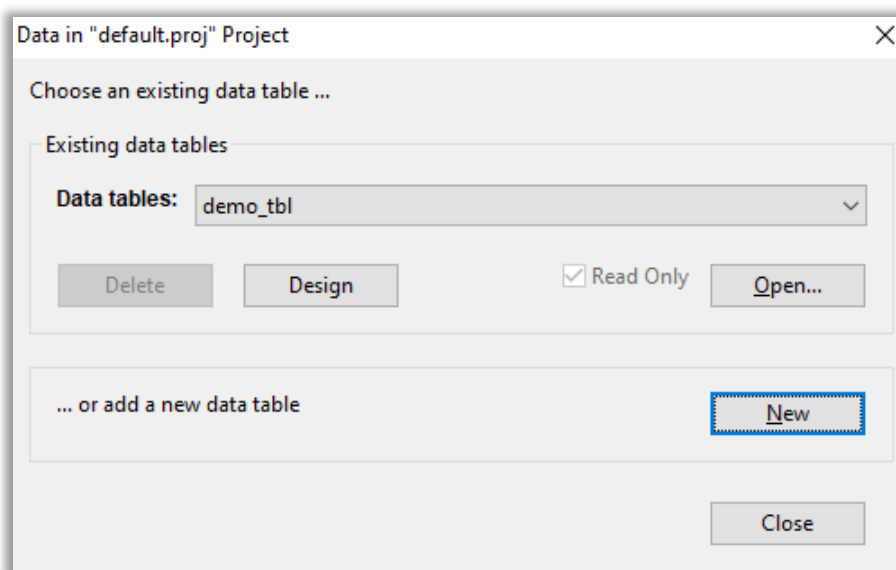 Data in "default.proj" Project
Choose an existing data table ...
Existing data tables
Data tables: demo_tbl
Delete Design Read Only Open...
... or add a new data table New
Close